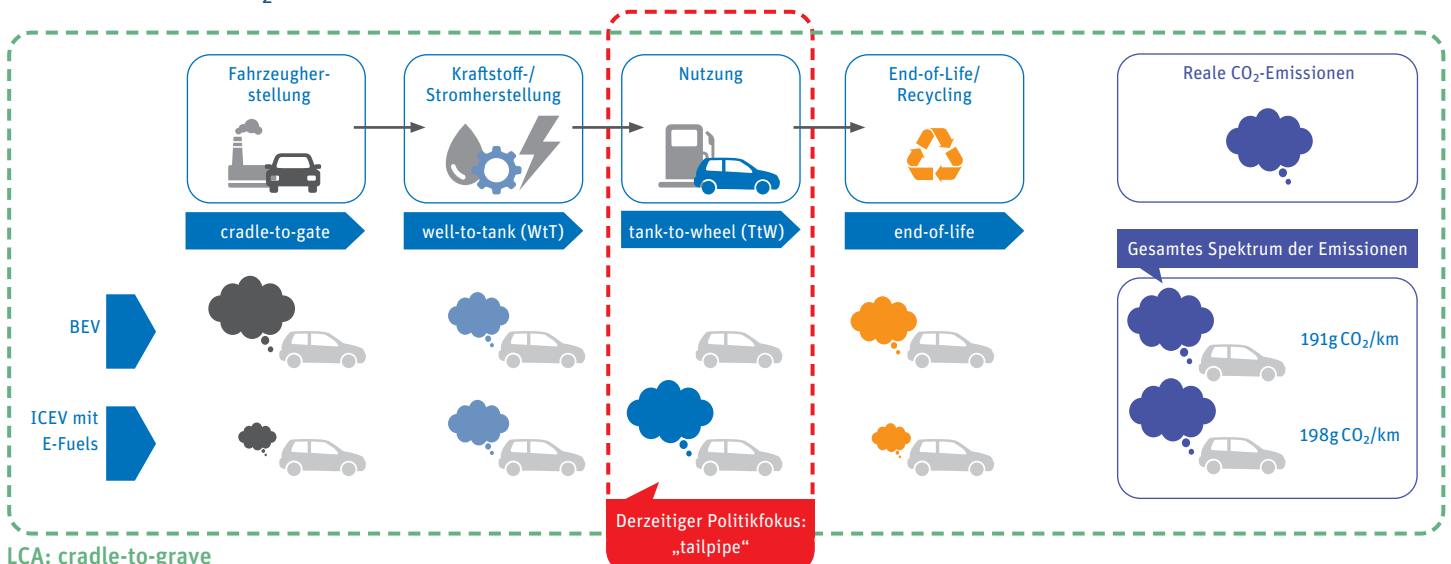 Fahrzeugher-
stellung
Kraftstoff-/
Stromherstellung
Nutzung
End-of-Life/
Recycling
Reale CO₂-Emissionen
cradle-to-gate
well-to-tank (WtT)
tank-to-wheel (TtW)
end-of-life
Gesamtes Spektrum der Emissionen
BEV
191g CO₂/km
ICEV mit
E-Fuels
198g CO₂/km
Derzeitiger Politikfokus:
„tailpipe“
LCA: cradle-to-grave